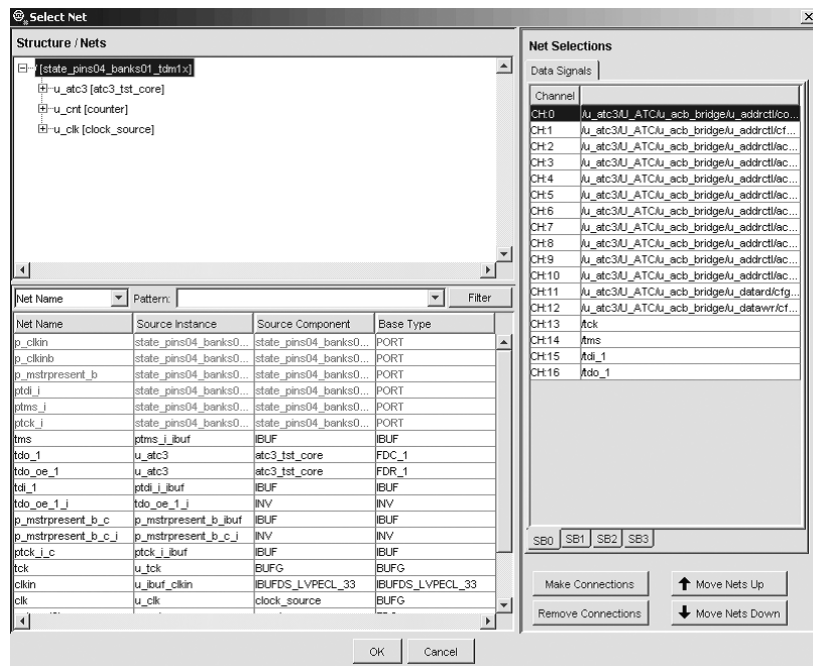 Select Net
Structure / Nets
/ [state_pins04_banks01_tdm1x]
u_atc3 [atc3_tst_core]
u_cnt [counter]
u_clk [clock_source]
Net Name Pattern: Filter
Net Name Source Instance Source Component Base Type
p_clkin state_pins04_banks0... state_pins04_banks0... PORT
p_clkinb state_pins04_banks0... state_pins04_banks0... PORT
p_mstrpresent_b state_pins04_banks0... state_pins04_banks0... PORT
ptdi_i state_pins04_banks0... state_pins04_banks0... PORT
ptms_i state_pins04_banks0... state_pins04_banks0... PORT
ptck_i state_pins04_banks0... state_pins04_banks0... PORT
tms ptms_i_ibuf IBUF IBUF
tdo_1 u_atc3 atc3_tst_core FDC_1
tdo_oe_1 u_atc3 atc3_tst_core FDR_1
tdi_1 ptdi_i_ibuf IBUF IBUF
tdo_oe_1_i tdo_oe_1_i INV INV
p_mstrpresent_b_c p_mstrpresent_b_ibuf IBUF IBUF
p_mstrpresent_b_c_i p_mstrpresent_b_c_i INV INV
ptck_i_c ptck_i_ibuf IBUF IBUF
tck u_tck BUFG BUFG
clkin u_ibuf_clkin IBUFDS_LVPECL_33 IBUFDS_LVPECL_33
clk u_clk clock_source BUFG
Net Selections
Data Signals
Channel
CH:0 /u_atc3/U_ATC/u_acb_bridge/u_addrctl/co...
CH:1 /u_atc3/U_ATC/u_acb_bridge/u_addrctl/cf...
CH:2 /u_atc3/U_ATC/u_acb_bridge/u_addrctl/ac...
CH:3 /u_atc3/U_ATC/u_acb_bridge/u_addrctl/ac...
CH:4 /u_atc3/U_ATC/u_acb_bridge/u_addrctl/ac...
CH:5 /u_atc3/U_ATC/u_acb_bridge/u_addrctl/ac...
CH:6 /u_atc3/U_ATC/u_acb_bridge/u_addrctl/ac...
CH:7 /u_atc3/U_ATC/u_acb_bridge/u_addrctl/ac...
CH:8 /u_atc3/U_ATC/u_acb_bridge/u_addrctl/ac...
CH:9 /u_atc3/U_ATC/u_acb_bridge/u_addrctl/ac...
CH:10 /u_atc3/U_ATC/u_acb_bridge/u_addrctl/ac...
CH:11 /u_atc3/U_ATC/u_acb_bridge/u_datard/cfg...
CH:12 /u_atc3/U_ATC/u_acb_bridge/u_datawr/cf...
CH:13 /tck
CH:14 /tms
CH:15 /tdi_1
CH:16 /tdo_1
SB0 SB1 SB2 SB3
Make Connections Move Nets Up
Remove Connections Move Nets Down
OK Cancel